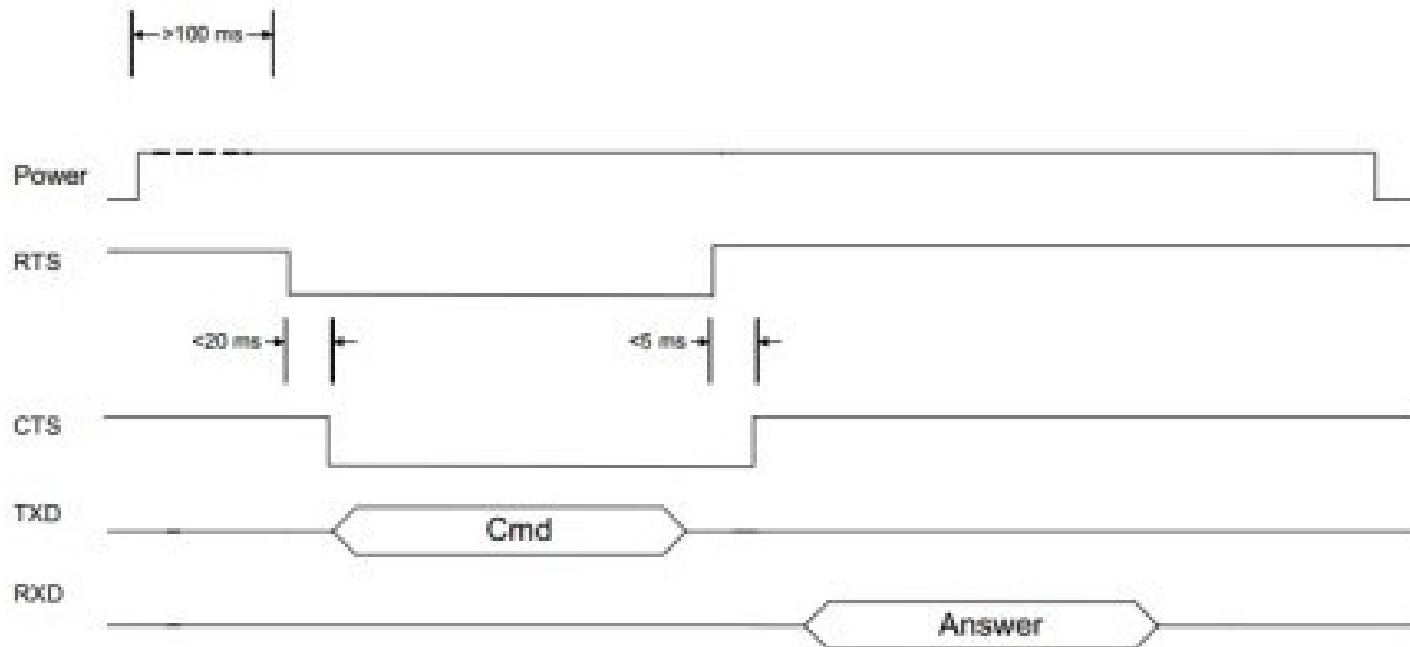 >100 ms
Power
RTS
<20 ms
<5 ms
CTS
TXD
Cmd
RXD
Answer